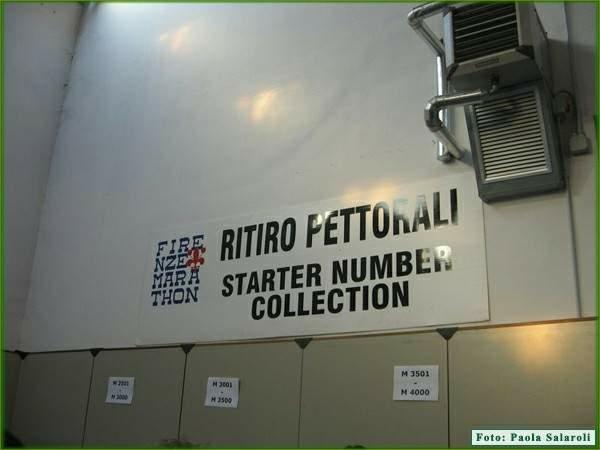 FIRE
NZE
MARA
THON
RITIRO PETTORALI
STARTER NUMBER
COLLECTION
M 2501
-
M 3000
M 3001
-
M 3500
M 3501
-
M 4000
Foto: Paola Salaroli